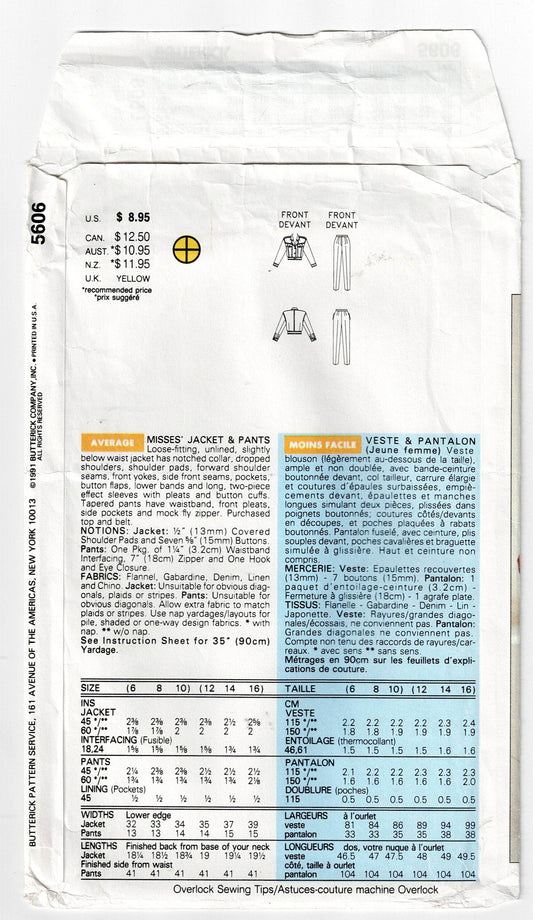 5606
5606
U.S. $ 8.95
CAN. $12.50
AUST. *$10.95
N.Z. *$11.95
U.K. YELLOW
*recommended price
*prix suggéré
FRONT
DEVANT
FRONT
DEVANT
BUTTERICK PATTERN SERVICE, 161 AVENUE OF THE AMERICAS, NEW YORK 10013 ©1991 BUTTERICK COMPANY, INC. • PRINTED IN U.S.A.
ALL RIGHTS RESERVED
AVERAGE MISSES' JACKET & PANTS
Loose-fitting, unlined, slightly
below waist jacket has notched collar, dropped
shoulders, shoulder pads, forward shoulder
seams, front yokes, side front seams, pockets,
button flaps, lower bands and long, two-piece
effect sleeves with pleats and button cuffs.
Tapered pants have waistband, front pleats,
side pockets and mock fly zipper. Purchased
top and belt.
NOTIONS: Jacket: ½" (13mm) Covered
Shoulder Pads and Seven ⅝" (15mm) Buttons.
Pants: One Pkg. of 1¼" (3.2cm) Waistband
Interfacing, 7" (18cm) Zipper and One Hook
and Eye Closure.
FABRICS: Flannel, Gabardine, Denim, Linen
and Chino. Jacket: Unsuitable for obvious diag-
onals, plaids or stripes. Pants: Unsuitable for
obvious diagonals. Allow extra fabric to match
plaids or stripes. Use nap yardages/layouts for
pile, shaded or one-way design fabrics. * with
nap. ** w/o nap.
See Instruction Sheet for 35" (90cm)
Yardage.
MOINS FACILE VESTE & PANTALON
(Jeune femme) Veste
blouson (légèrement au-dessous de la taille),
ample et non doublée, avec bande-ceinture
boutonnée devant, col tailleur, carrure élargie
et coutures d'épaules surbaissées, empiè-
cements devant, épaulettes et manches
longues simulant deux pièces, plissées dans
poignets boutonnés, coutures côtés/devants
en découpes, et poches plaquées à rabats
boutonnés. Pantalon fuselé, avec ceinture, plis
souples devant, poches cavalières et braguette
simulée à glissière. Haut et ceinture non
compris.
MERCERIE: Veste: Epaulettes recouvertes
(13mm) - 7 boutons (15mm). Pantalon: 1
paquet d'entoilage-ceinture (3.2cm) -
Fermeture à glissière (18cm) - 1 agrafe plate.
TISSUS: Flanelle - Gabardine - Denim - Lin -
Japonette. Veste: Rayures/grandes diago-
nales/écossais, ne conviennent pas. Pantalon:
Grandes diagonales ne conviennent pas.
Compte non tenu des raccords de rayures/car-
reaux. * avec sens ** sans sens.
Métrages en 90cm sur les feuillets d'expli-
cations de couture.
SIZE (6 8 10) (12 14 16)
INS
JACKET
45 */** 2⅜ 2⅜ 2⅜ 2⅜ 2½ 2⅝
60 */** 1⅞ 1⅞ 2 2 2 2
INTERFACING (Fusible)
18,24 1⅝ 1⅝ 1⅝ 1⅝ 1¾ 1¾
PANTS
45 */** 2¼ 2⅜ 2⅜ 2½ 2½ 2½
60 */** 1¾ 1¾ 1¾ 1¾ 1¾ 2⅛
LINING (Pockets)
45 ½ ½ ½ ½ ½ ½
WIDTHS Lower edge
Jacket 32 33 34 35 37 39
Pants 13 13 14 14 15 15
LENGTHS Finished back from base of your neck
Jacket 18¼ 18½ 18¾ 19 19¼ 19½
Finished side from waist
Pants 41 41 41 41 41 41
TAILLE (6 8 10) (12 14 16)
CM
VESTE
115 */** 2.2 2.2 2.2 2.2 2.3 2.4
150 */** 1.8 1.8 1.9 1.9 1.9 1.9
ENTOILAGE (thermocollant)
46,61 1.5 1.5 1.5 1.5 1.6 1.6
PANTALON
115 */** 2.1 2.2 2.2 2.3 2.3 2.3
150 */** 1.6 1.6 1.6 1.6 1.6 2.0
DOUBLURE (poches)
115 0.5 0.5 0.5 0.5 0.5 0.5
LARGEURS à l'ourlet
veste 81 84 86 89 94 99
pantalon 33 33 35 35 38 38
LONGUEURS dos, votre nuque à l'ourlet
veste 46.5 47 47.5 48 49 49.5
côté, taille à ourlet
pantalon 104 104 104 104 104 104
Overlock Sewing Tips/Astuces-couture machine Overlock